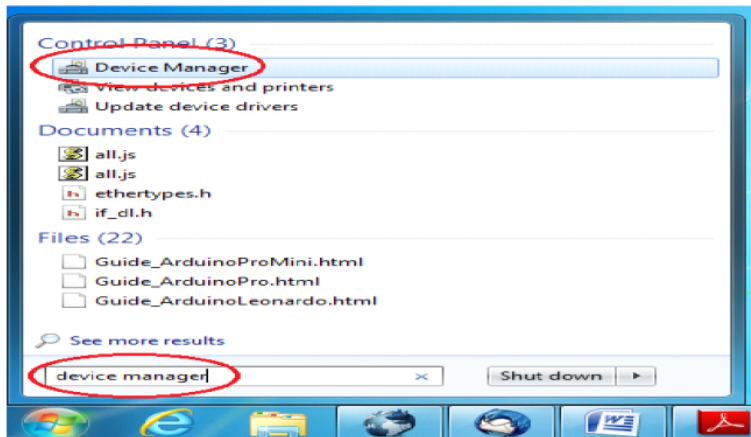 Control Panel (3)
Device Manager
View devices and printers
Update device drivers
Documents (4)
all.js
all.js
ethertypes.h
if_dl.h
Files (22)
Guide_ArduinoProMini.html
Guide_ArduinoPro.html
Guide_ArduinoLeonardo.html
See more results
device manager
Shut down